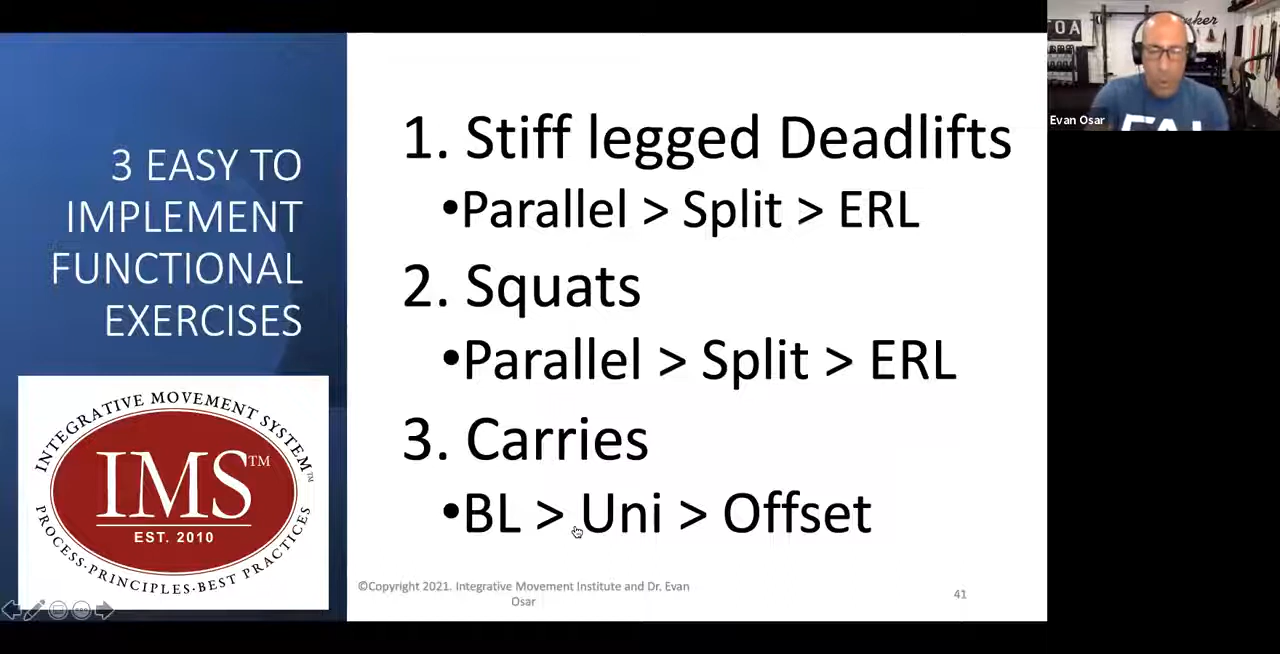 3 EASY TO
IMPLEMENT
FUNCTIONAL
EXERCISES
INTEGRATIVE MOVEMENT SYSTEM™
IMS™
EST. 2010
PROCESS·PRINCIPLES·BEST PRACTICES
1. Stiff legged Deadlifts
•Parallel > Split > ERL
2. Squats
•Parallel > Split > ERL
3. Carries
•BL > Uni > Offset
©Copyright 2021. Integrative Movement Institute and Dr. Evan
Osar
41
Evan Osar